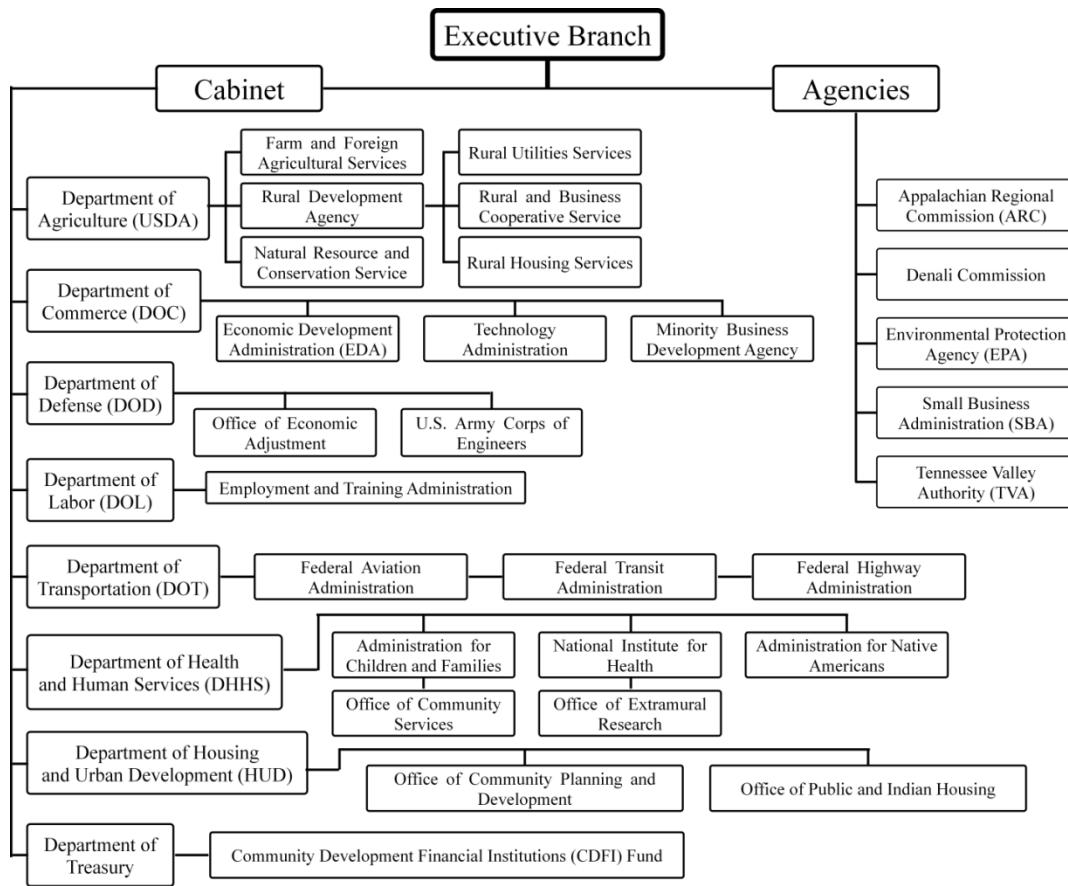 Executive Branch
Cabinet
Agencies
Department of
Agriculture (USDA)
Farm and Foreign
Agricultural Services
Rural Development
Agency
Natural Resource and
Conservation Service
Rural Utilities Services
Rural and Business
Cooperative Service
Rural Housing Services
Department of
Commerce (DOC)
Economic Development
Administration (EDA)
Technology
Administration
Minority Business
Development Agency
Department of
Defense (DOD)
Office of Economic
Adjustment
U.S. Army Corps of
Engineers
Department of
Labor (DOL)
Employment and Training Administration
Department of
Transportation (DOT)
Federal Aviation
Administration
Federal Transit
Administration
Federal Highway
Administration
Department of Health
and Human Services (DHHS)
Administration for
Children and Families
National Institute for
Health
Administration for Native
Americans
Office of Community
Services
Office of Extramural
Research
Department of Housing
and Urban Development (HUD)
Office of Community Planning and
Development
Office of Public and Indian Housing
Department of
Treasury
Community Development Financial Institutions (CDFI) Fund
Appalachian Regional
Commission (ARC)
Denali Commission
Environmental Protection
Agency (EPA)
Small Business
Administration (SBA)
Tennessee Valley
Authority (TVA)